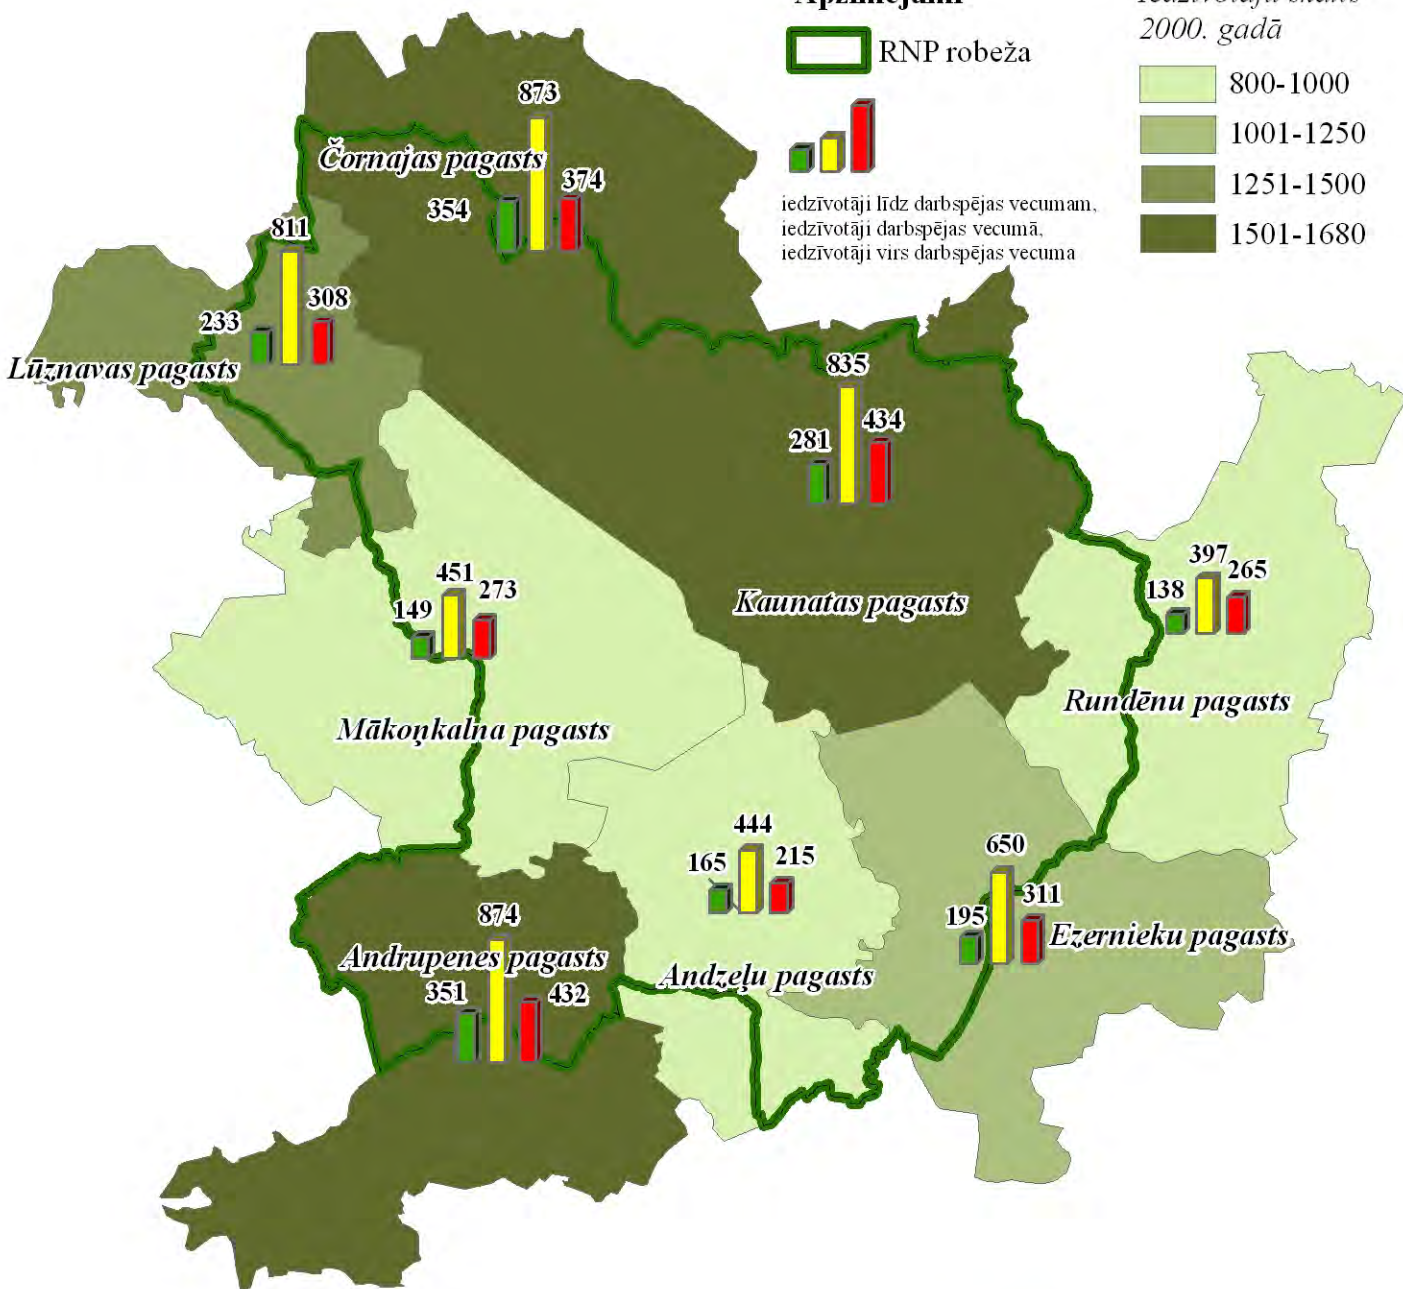 2000. gadā
RNP robeža
800-1000
1001-1250
1251-1500
1501-1680
iedzīvotāji līdz darbspējas vecumam,
iedzīvotāji darbspējas vecumā,
iedzīvotāji virs darbspējas vecuma
873
Čornajas pagasts
354
374
811
233
308
Lūznavas pagasts
835
281
434
Kaunatas pagasts
451
149
273
Mākoņkalna pagasts
397
138
265
Rundēnu pagasts
444
165
215
Andzeļu pagasts
650
195
311
Ezernieku pagasts
874
Andrupenes pagasts
351
432